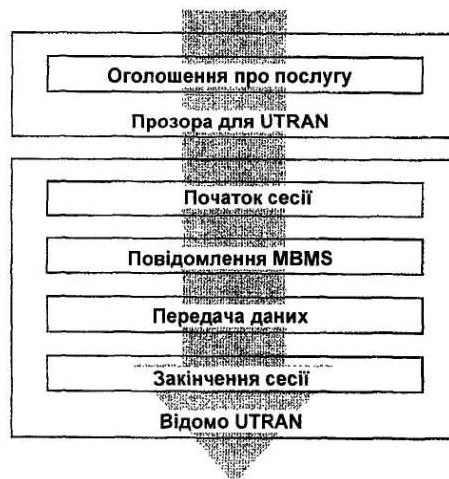 Оголошення про послугу
Прозора для UTRAN
Початок сесії
Повідомлення MBMS
Передача даних
Закінчення сесії
Відомо UTRAN